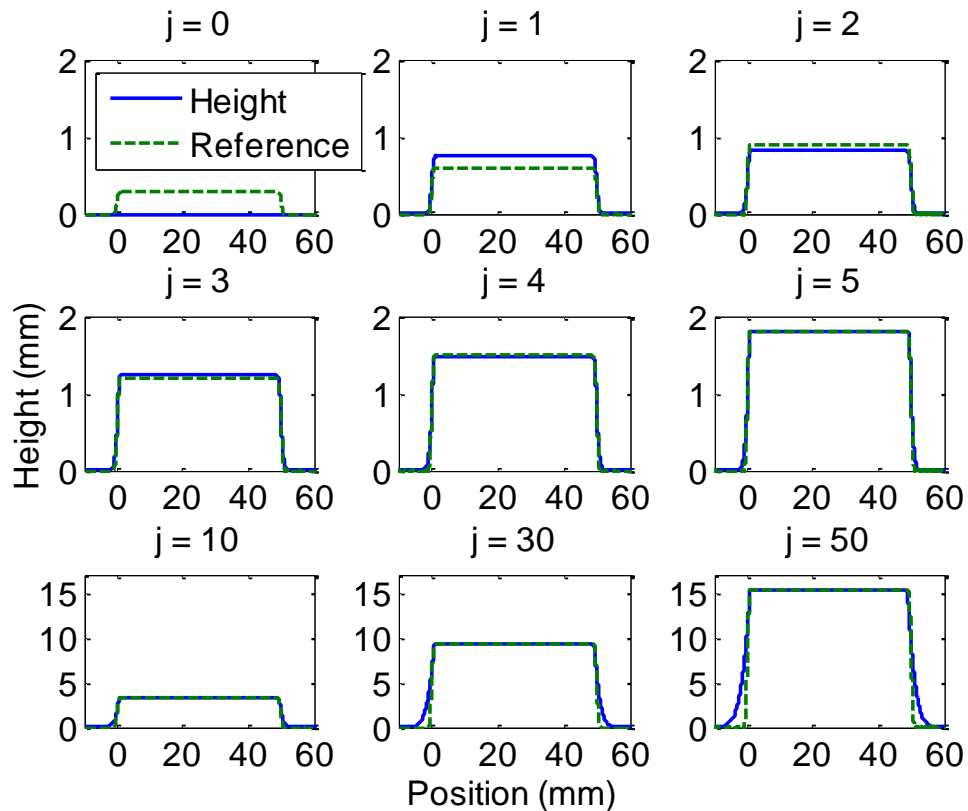 j = 0 j = 1 j = 2
2 2 2
Height
Reference
1 1 1
0 0 0
0 20 40 60 0 20 40 60 0 20 40 60
j = 3 j = 4 j = 5
2 2 2
1 1 1
0 0 0
0 20 40 60 0 20 40 60 0 20 40 60
Height (mm)
j = 10 j = 30 j = 50
15 15 15
10 10 10
5 5 5
0 0 0
0 20 40 60 0 20 40 60 0 20 40 60
Position (mm)